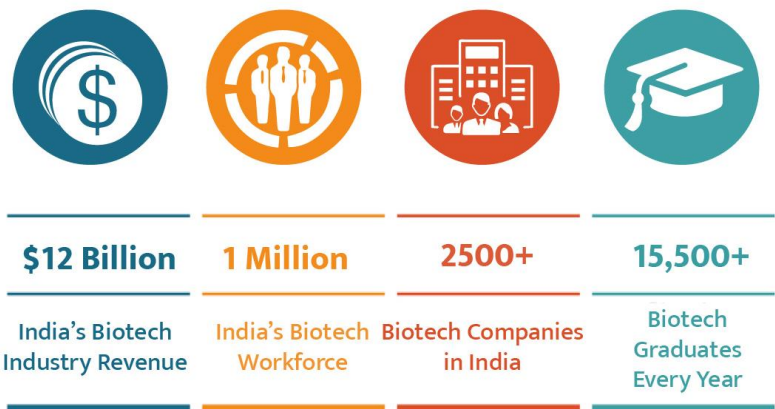 $
$12 Billion
India's Biotech
Industry Revenue
1 Million
India's Biotech
Workforce
2500+
Biotech Companies
in India
15,500+
Biotech
Graduates
Every Year